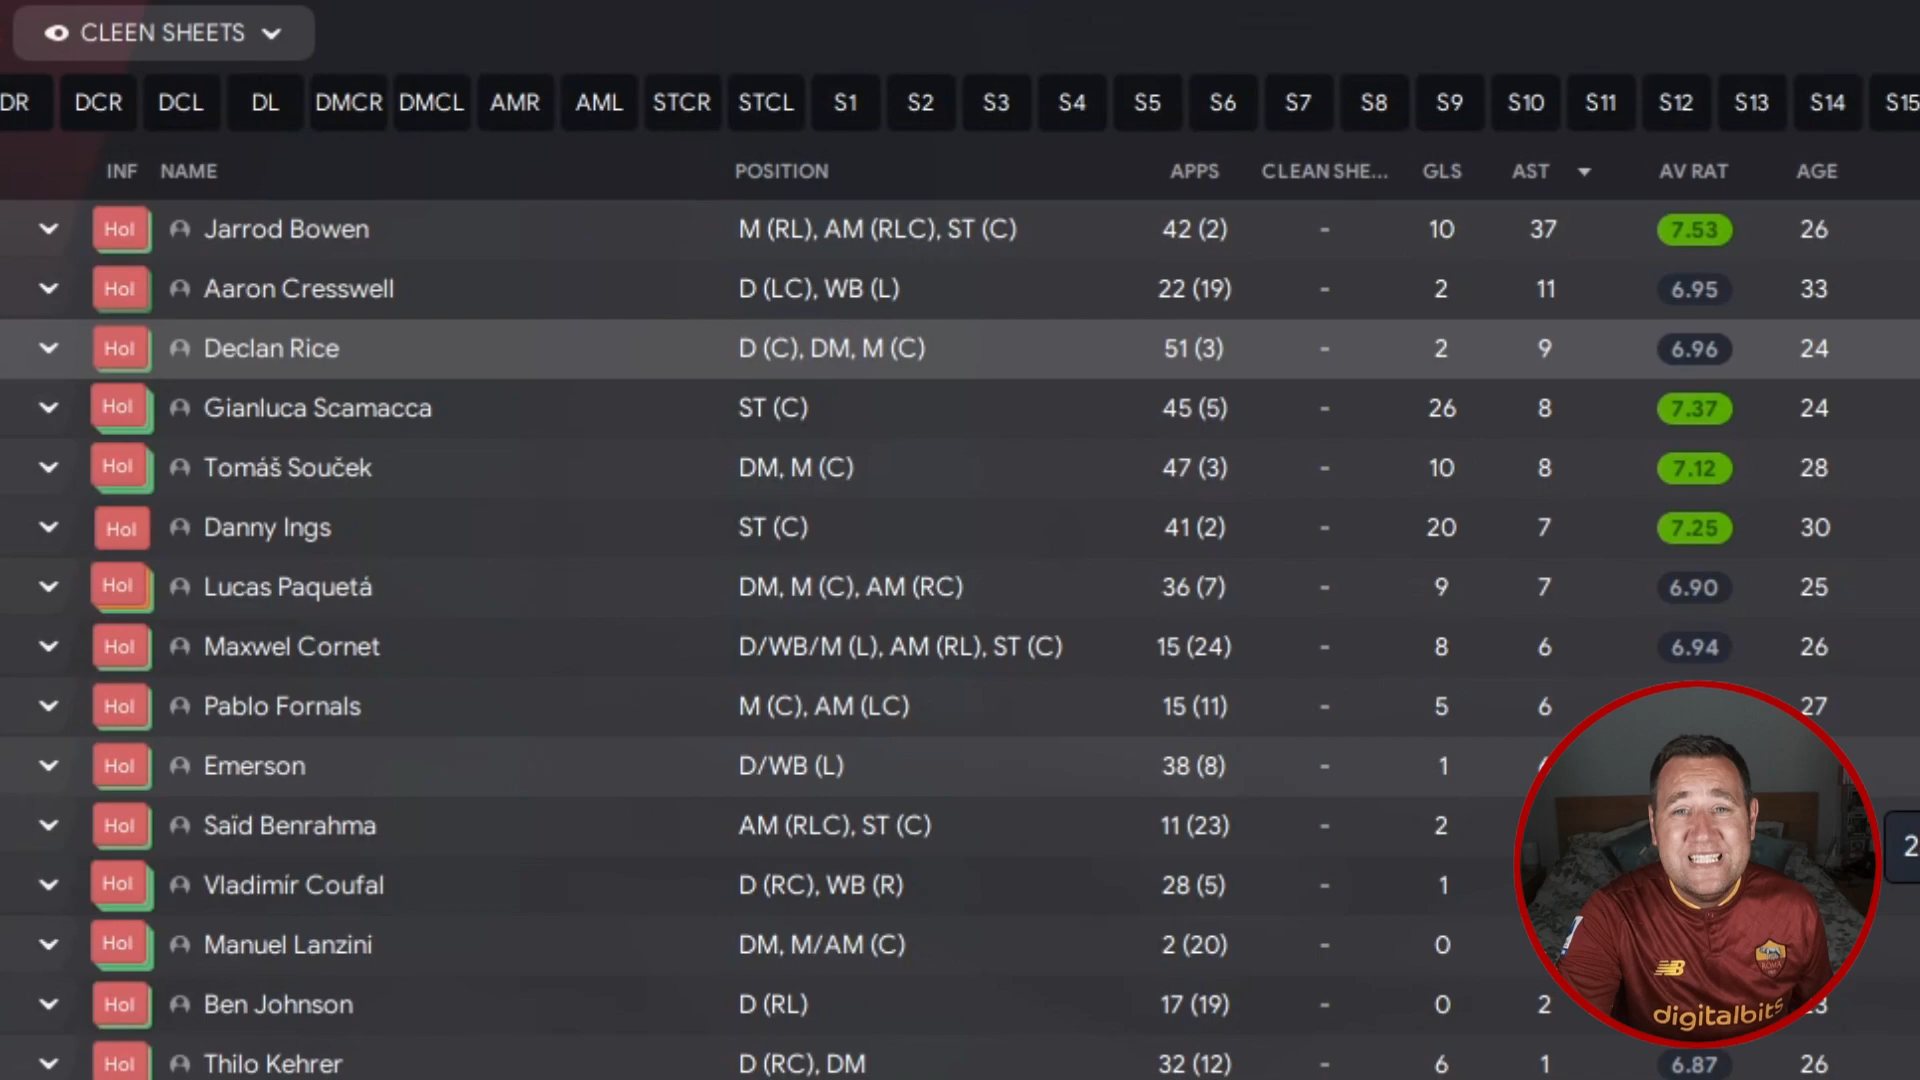 CLEEN SHEETS
DR DCR DCL DL DMCR DMCL AMR AML STCR STCL S1 S2 S3 S4 S5 S6 S7 S8 S9 S10 S11 S12 S13 S14 S15
INF NAME POSITION APPS CLEAN SHE... GLS AST AV RAT AGE
Hol Jarrod Bowen M (RL), AM (RLC), ST (C) 42 (2) - 10 37 7.53 26
Hol Aaron Cresswell D (LC), WB (L) 22 (19) - 2 11 6.95 33
Hol Declan Rice D (C), DM, M (C) 51 (3) - 2 9 6.96 24
Hol Gianluca Scamacca ST (C) 45 (5) - 26 8 7.37 24
Hol Tomáš Souček DM, M (C) 47 (3) - 10 8 7.12 28
Hol Danny Ings ST (C) 41 (2) - 20 7 7.25 30
Hol Lucas Paquetá DM, M (C), AM (RC) 36 (7) - 9 7 6.90 25
Hol Maxwel Cornet D/WB/M (L), AM (RL), ST (C) 15 (24) - 8 6 6.94 26
Hol Pablo Fornals M (C), AM (LC) 15 (11) - 5 6 27
Hol Emerson D/WB (L) 38 (8) - 1
Hol Saïd Benrahma AM (RLC), ST (C) 11 (23) - 2
Hol Vladimír Coufal D (RC), WB (R) 28 (5) - 1
Hol Manuel Lanzini DM, M/AM (C) 2 (20) - 0
Hol Ben Johnson D (RL) 17 (19) - 0 2
Hol Thilo Kehrer D (RC), DM 32 (12) - 6 1 6.87 26
2
NB
ROMA
digitalbits